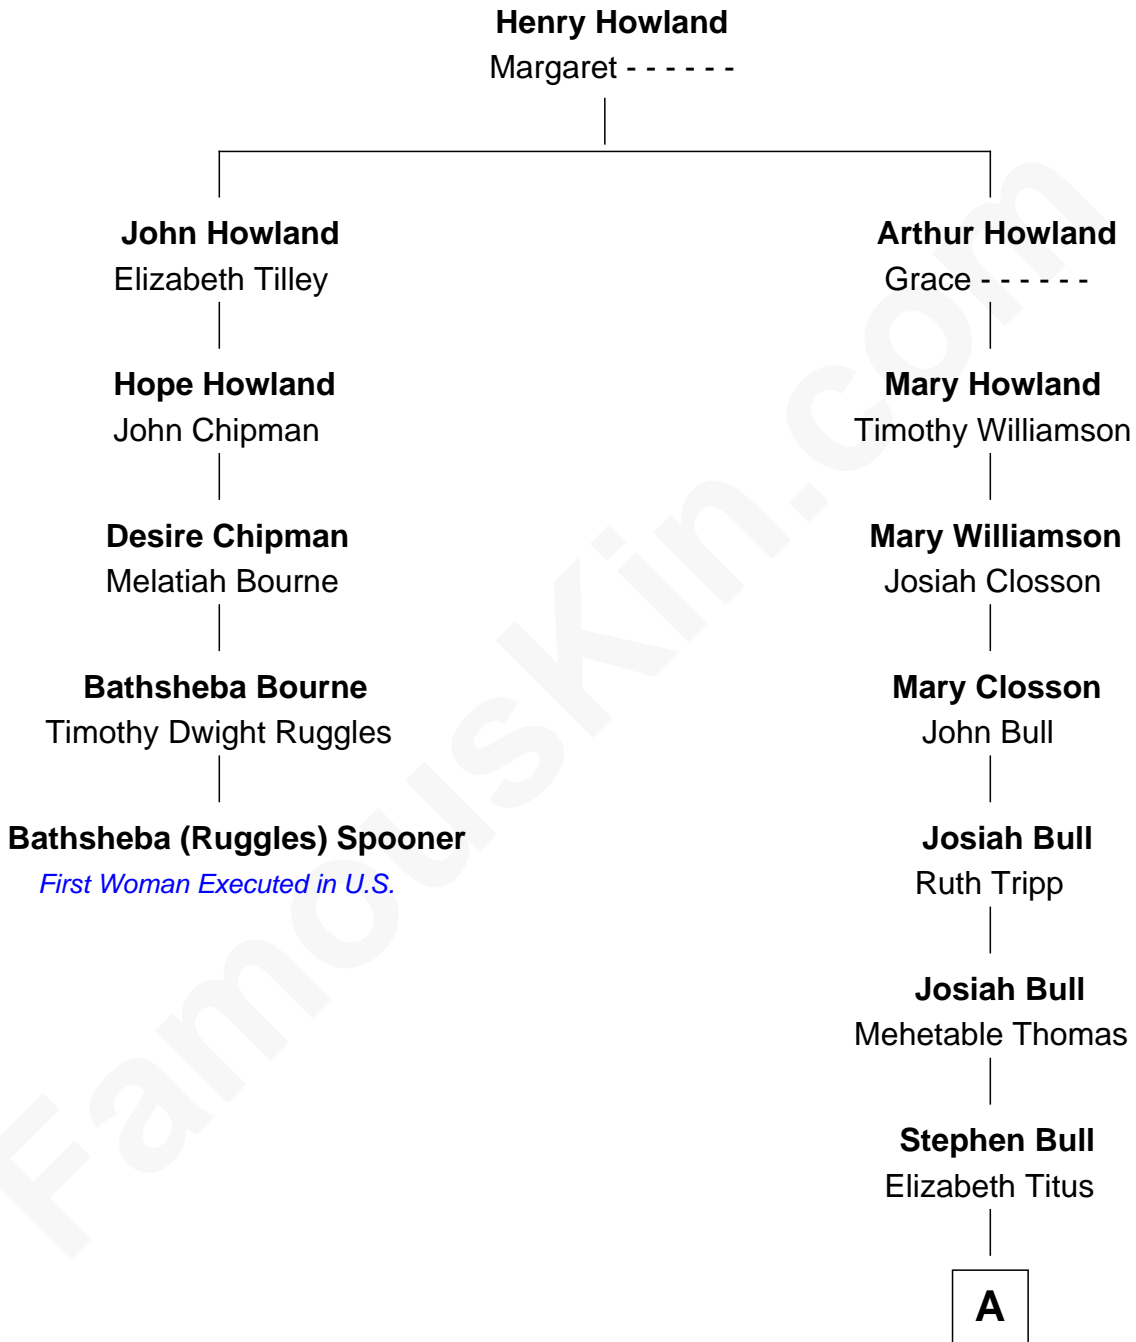 Henry Howland
Margaret - - - - - -
John Howland
Elizabeth Tilley
Arthur Howland
Grace - - - - - -
Hope Howland
John Chipman
Mary Howland
Timothy Williamson
Desire Chipman
Melatiah Bourne
Mary Williamson
Josiah Closson
Bathsheba Bourne
Timothy Dwight Ruggles
Mary Closson
John Bull
Bathsheba (Ruggles) Spooner
First Woman Executed in U.S.
Josiah Bull
Ruth Tripp
Josiah Bull
Mehetable Thomas
Stephen Bull
Elizabeth Titus
A
FamousKin.com